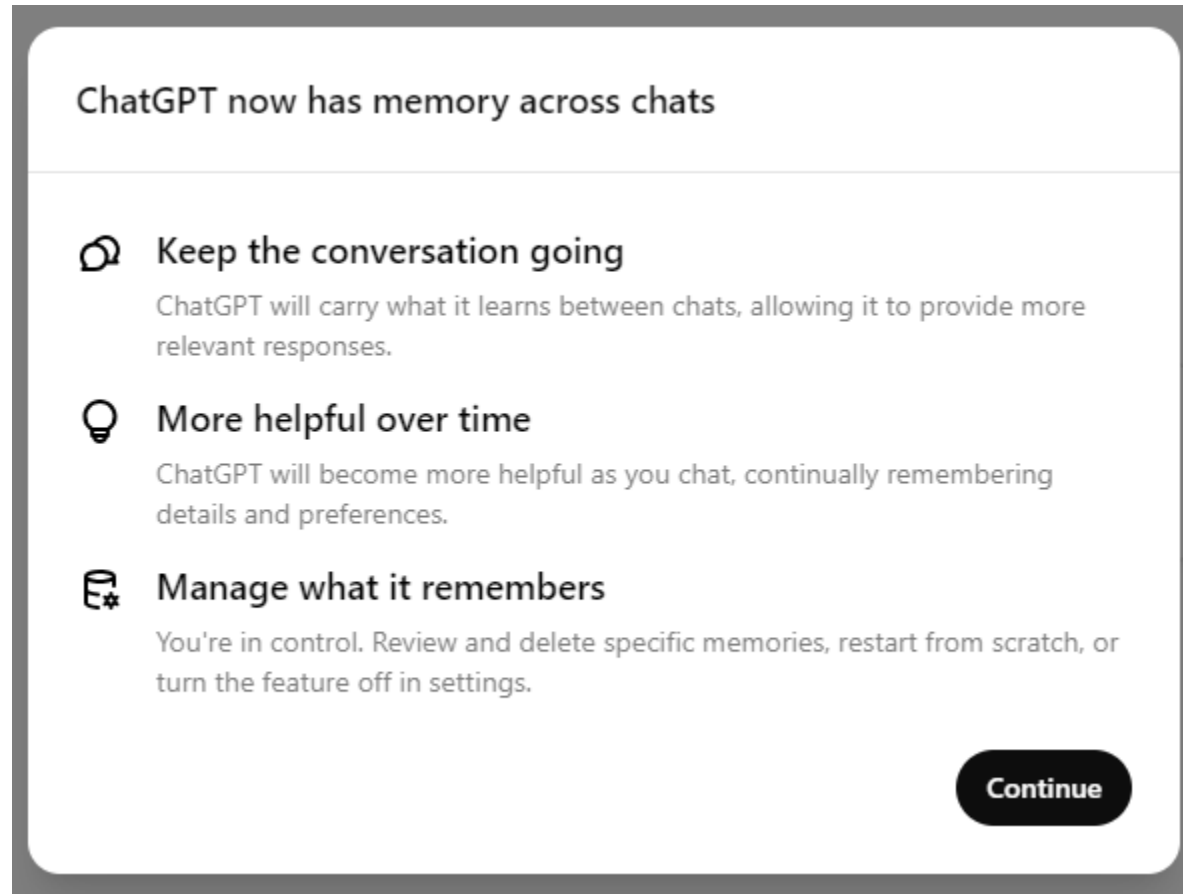 ChatGPT now has memory across chats
Keep the conversation going
ChatGPT will carry what it learns between chats, allowing it to provide more
relevant responses.
More helpful over time
ChatGPT will become more helpful as you chat, continually remembering
details and preferences.
Manage what it remembers
You're in control. Review and delete specific memories, restart from scratch, or
turn the feature off in settings.
Continue